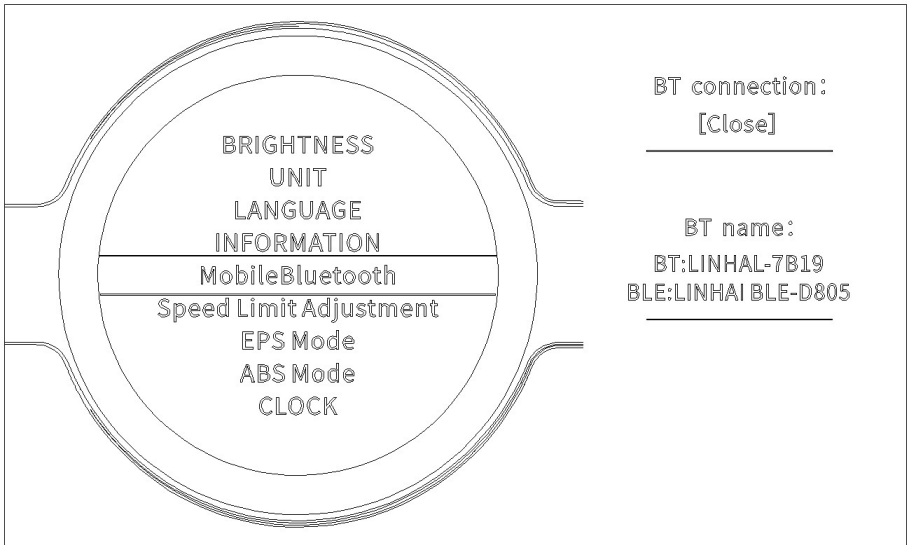 BRIGHTNESS
UNIT
LANGUAGE
INFORMATION
MobileBluetooth
Speed Limit Adjustment
EPS Mode
ABS Mode
CLOCK
BT connection:
[Close]
BT name:
BT:LINHAL-7B19
BLE:LINHAI BLE-D805